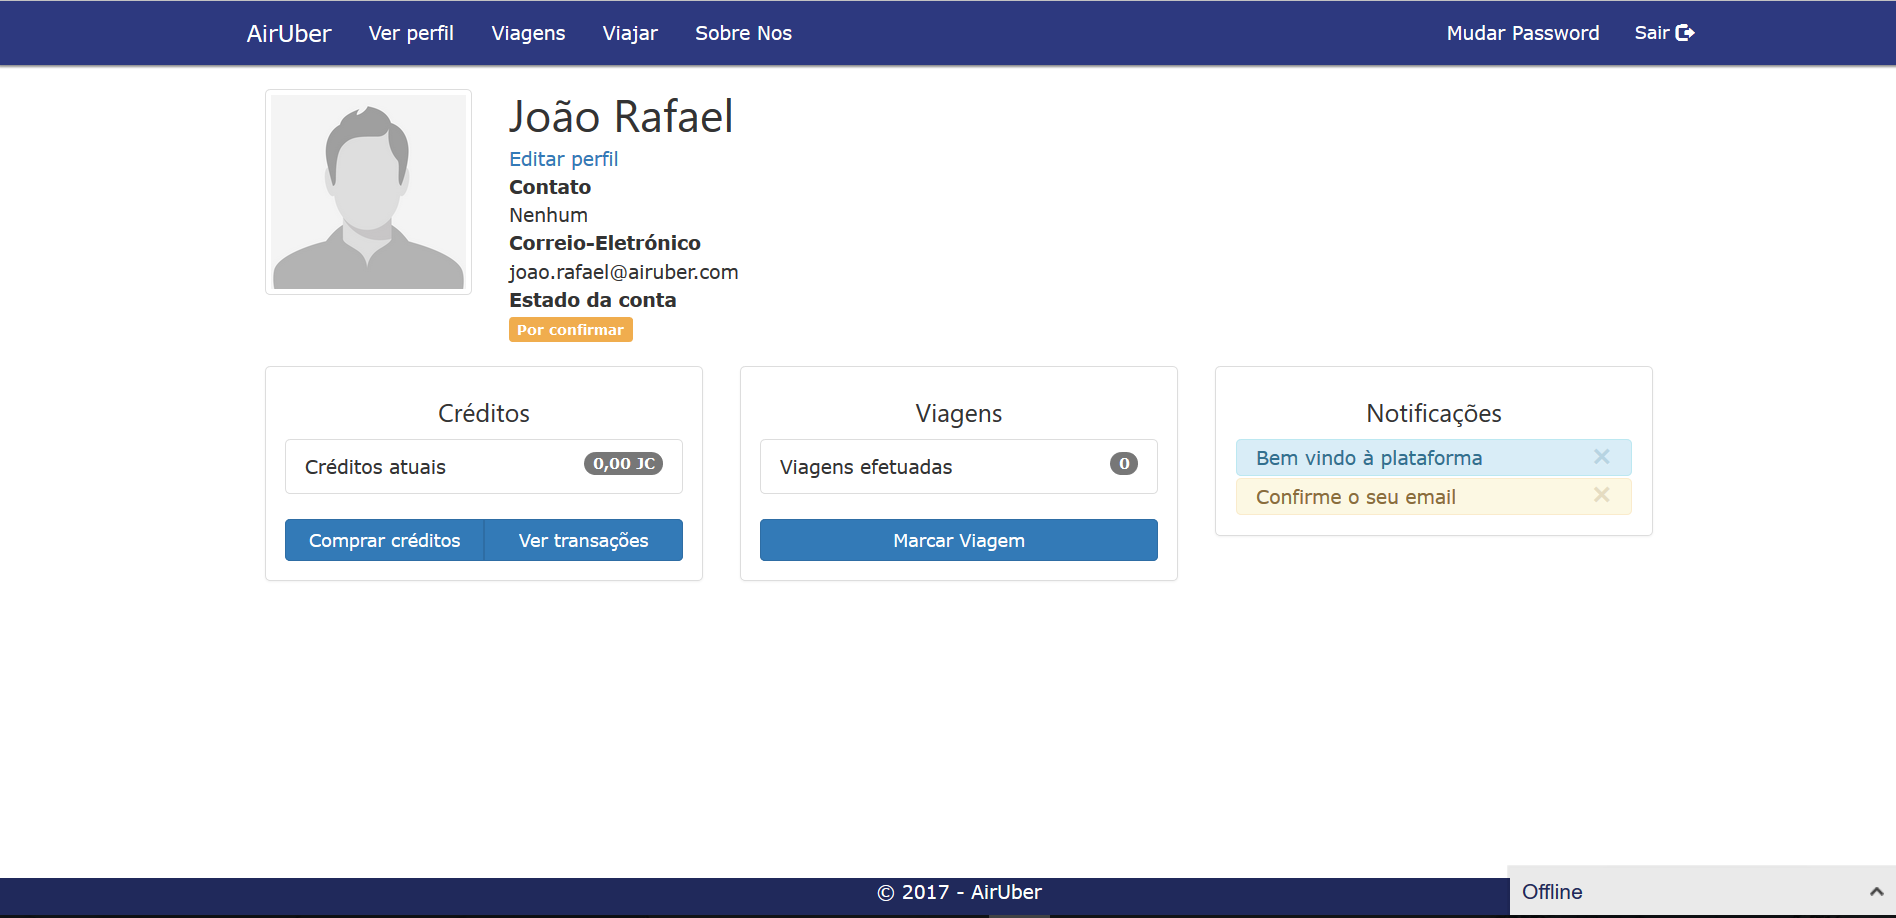 AirUber Ver perfil Viagens Viajar Sobre Nos Mudar Password Sair
João Rafael
Editar perfil
Contato
Nenhum
Correio-Eletrónico
joao.rafael@airuber.com
Estado da conta
Por confirmar
Créditos
Créditos atuais 0,00 JC
Comprar créditos Ver transações
Viagens
Viagens efetuadas 0
Marcar Viagem
Notificações
Bem vindo à plataforma ×
Confirme o seu email ×
© 2017 - AirUber
Offline